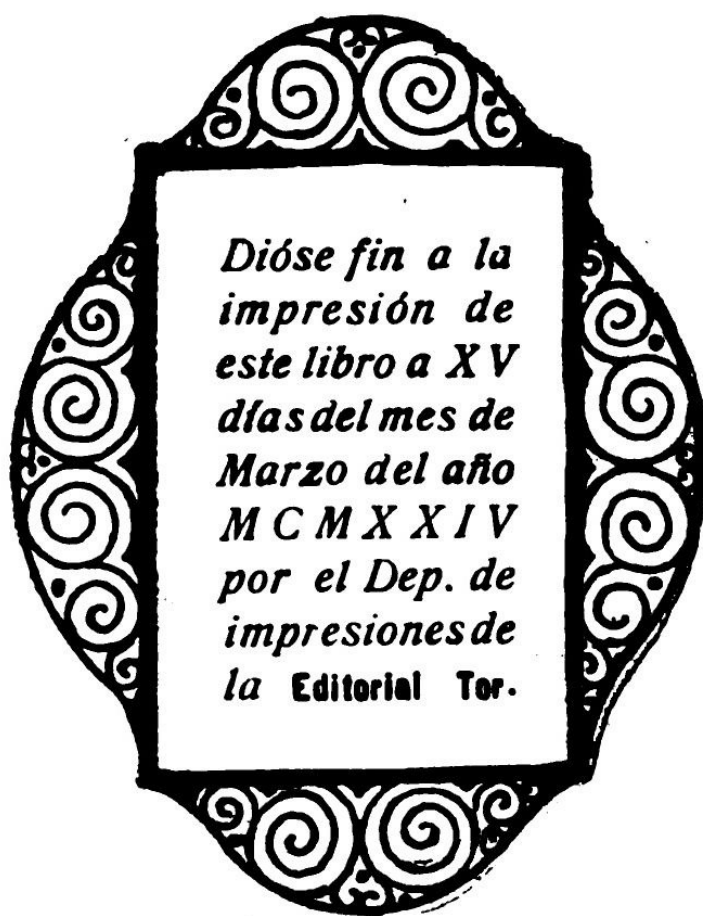 Dióse fin a la
impresión de
este libro a XV
días del mes de
Marzo del año
MCMXXIV
por el Dep. de
impresiones de
la Editorial Tor.